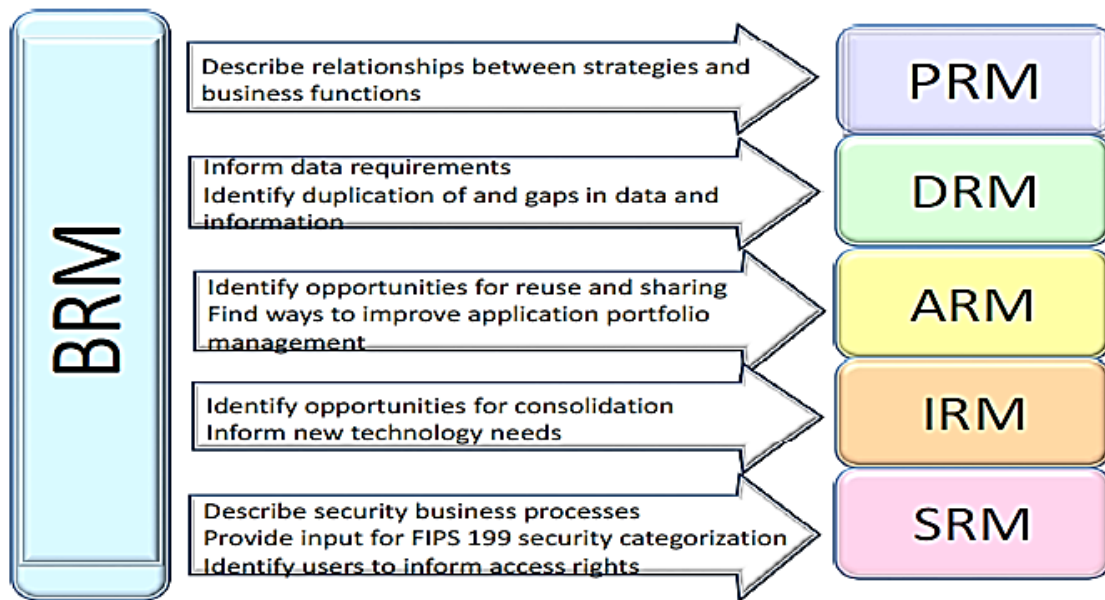 BRM
Describe relationships between strategies and
business functions
PRM
Inform data requirements
Identify duplication of and gaps in data and
information
DRM
Identify opportunities for reuse and sharing
Find ways to improve application portfolio
management
ARM
Identify opportunities for consolidation
Inform new technology needs
IRM
Describe security business processes
Provide input for FIPS 199 security categorization
Identify users to inform access rights
SRM